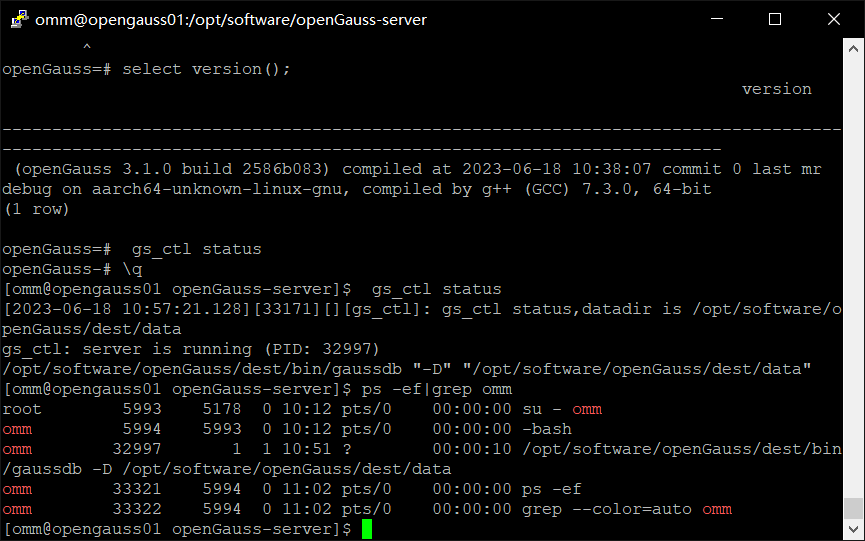 omm@opengauss01:/opt/software/openGauss-server
^
openGauss=# select version();
version
------------------------------------------------------------------------------------
------------------------------------------------------------------------
(openGauss 3.1.0 build 2586b083) compiled at 2023-06-18 10:38:07 commit 0 last mr
debug on aarch64-unknown-linux-gnu, compiled by g++ (GCC) 7.3.0, 64-bit
(1 row)
openGauss=#  gs_ctl status
openGauss-# \q
[omm@opengauss01 openGauss-server]$  gs_ctl status
[2023-06-18 10:57:21.128][33171][][gs_ctl]: gs_ctl status,datadir is /opt/software/o
penGauss/dest/data
gs_ctl: server is running (PID: 32997)
/opt/software/openGauss/dest/bin/gaussdb "-D" "/opt/software/openGauss/dest/data"
[omm@opengauss01 openGauss-server]$ ps -ef|grep omm
root        5993    5178  0 10:12 pts/0    00:00:00 su - omm
omm         5994    5993  0 10:12 pts/0    00:00:00 -bash
omm        32997       1  1 10:51 ?        00:00:10 /opt/software/openGauss/dest/bin
/gaussdb -D /opt/software/openGauss/dest/data
omm        33321    5994  0 11:02 pts/0    00:00:00 ps -ef
omm        33322    5994  0 11:02 pts/0    00:00:00 grep --color=auto omm
[omm@opengauss01 openGauss-server]$